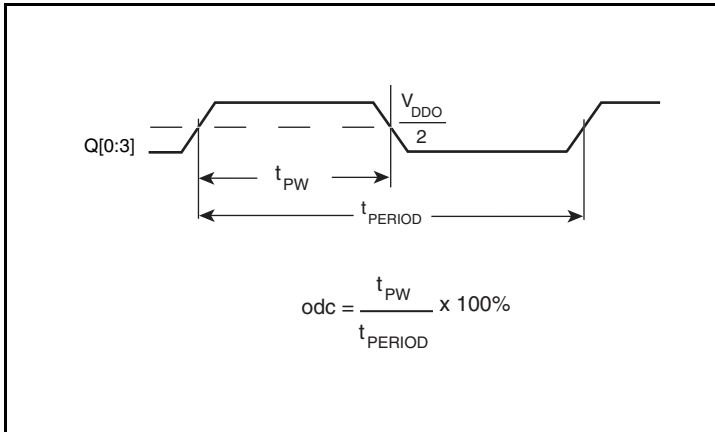 V_DDO
2
Q[0:3]
t_PW
t_PERIOD
odc = t_PW / t_PERIOD x 100%